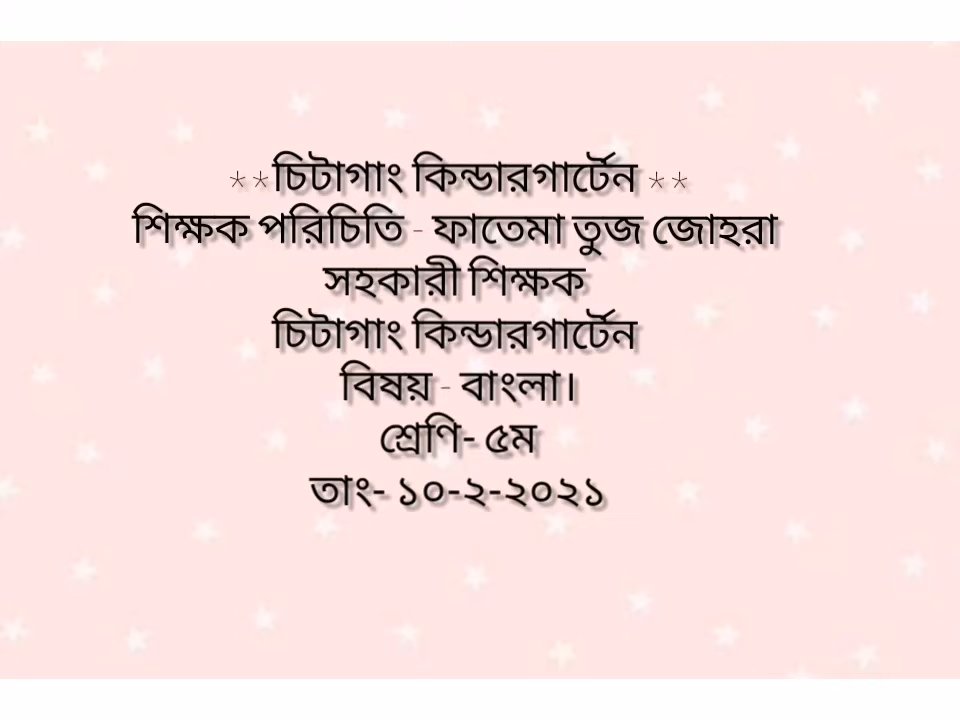 **চিটাগাং কিন্ডারগার্টেন **
শিক্ষক পরিচিতি - ফাতেমা তুজ জোহরা
সহকারী শিক্ষক
চিটাগাং কিন্ডারগার্টেন
বিষয় - বাংলা।
শ্রেণি- ৫ম
তাং- ১০-২-২০২১